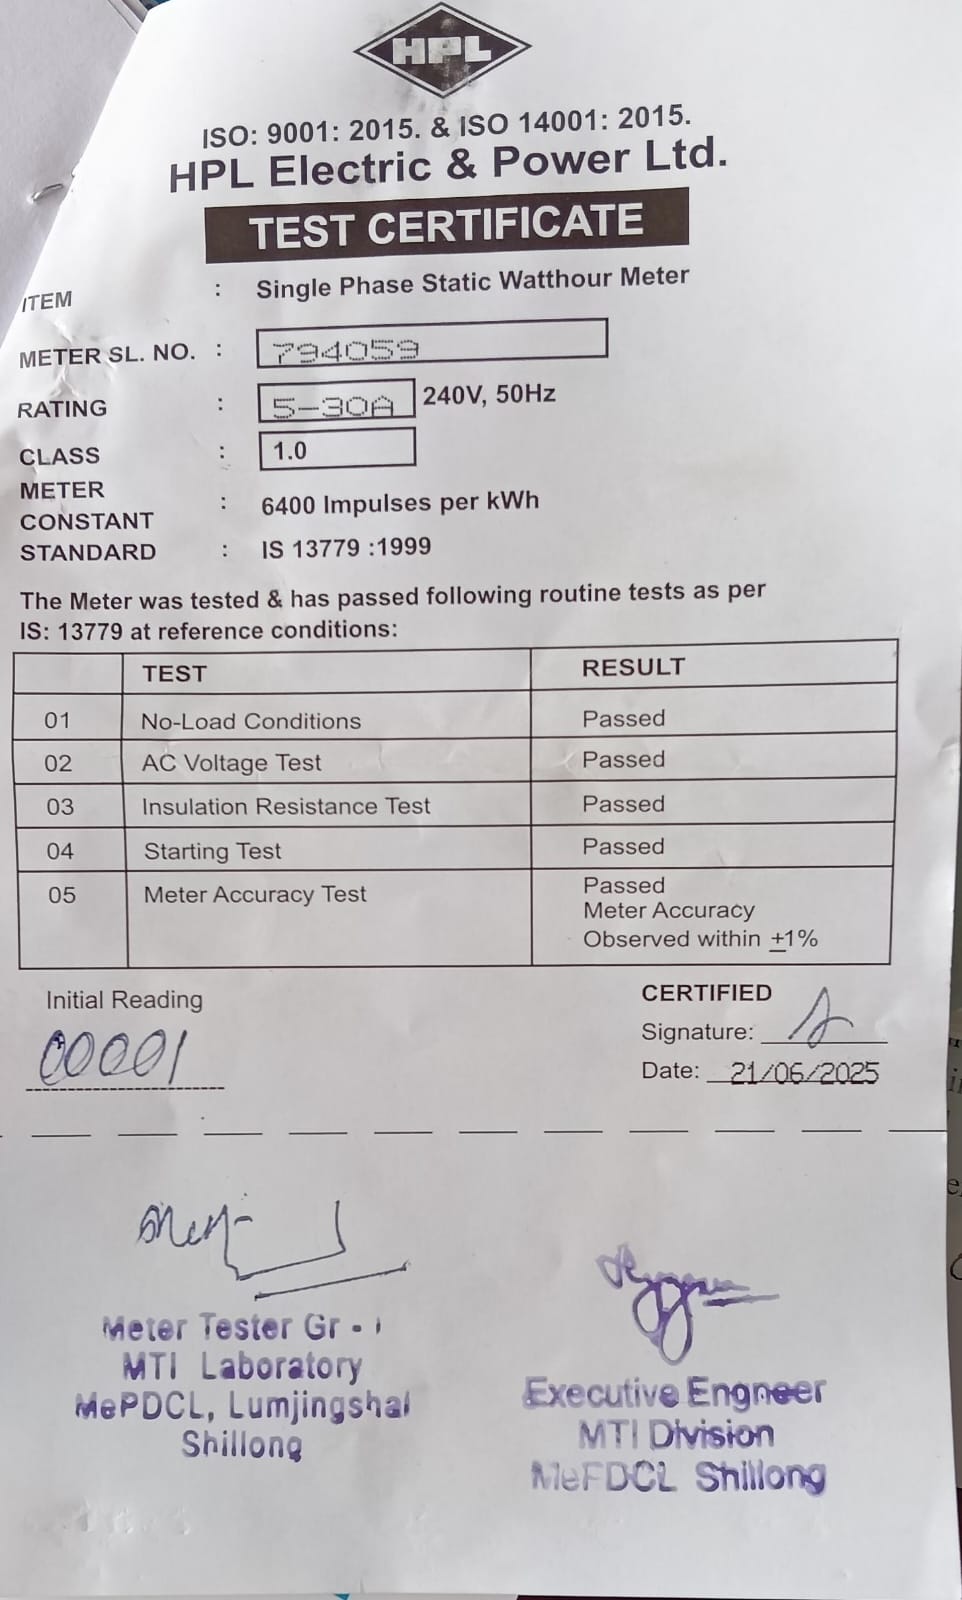 HPL
ISO: 9001: 2015. & ISO 14001: 2015.
HPL Electric & Power Ltd.
TEST CERTIFICATE
ITEM : Single Phase Static Watthour Meter
METER SL. NO. : 794059
RATING : 5-30A 240V, 50Hz
CLASS : 1.0
METER
CONSTANT : 6400 Impulses per kWh
STANDARD : IS 13779 :1999
The Meter was tested & has passed following routine tests as per
IS: 13779 at reference conditions:
TEST RESULT
01 No-Load Conditions Passed
02 AC Voltage Test Passed
03 Insulation Resistance Test Passed
04 Starting Test Passed
05 Meter Accuracy Test Passed
Meter Accuracy
Observed within ±1%
Initial Reading
00001
CERTIFIED
Signature:
Date: 21/06/2025
Meter Tester Gr - I
MTI Laboratory
MePDCL, Lumjingshai
Shillong
Executive Engneer
MTI Division
MePDCL Shillong